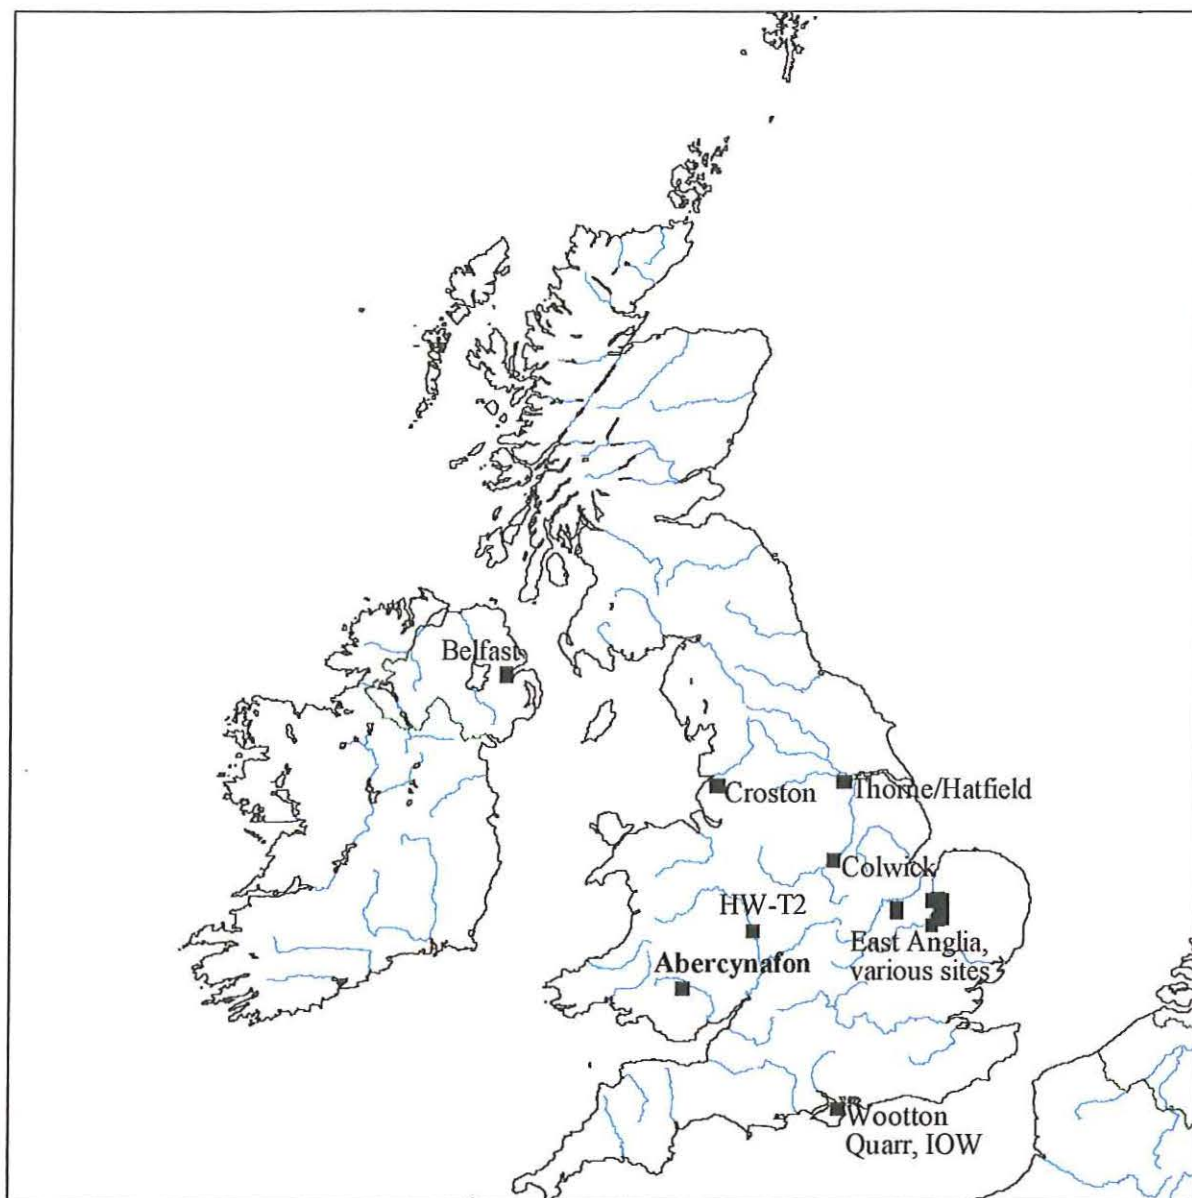 Belfast
Croston
Thorne/Hatfield
Colwick
HW-T2
East Anglia,
various sites
Abercynafon
Wootton
Quarr, IOW